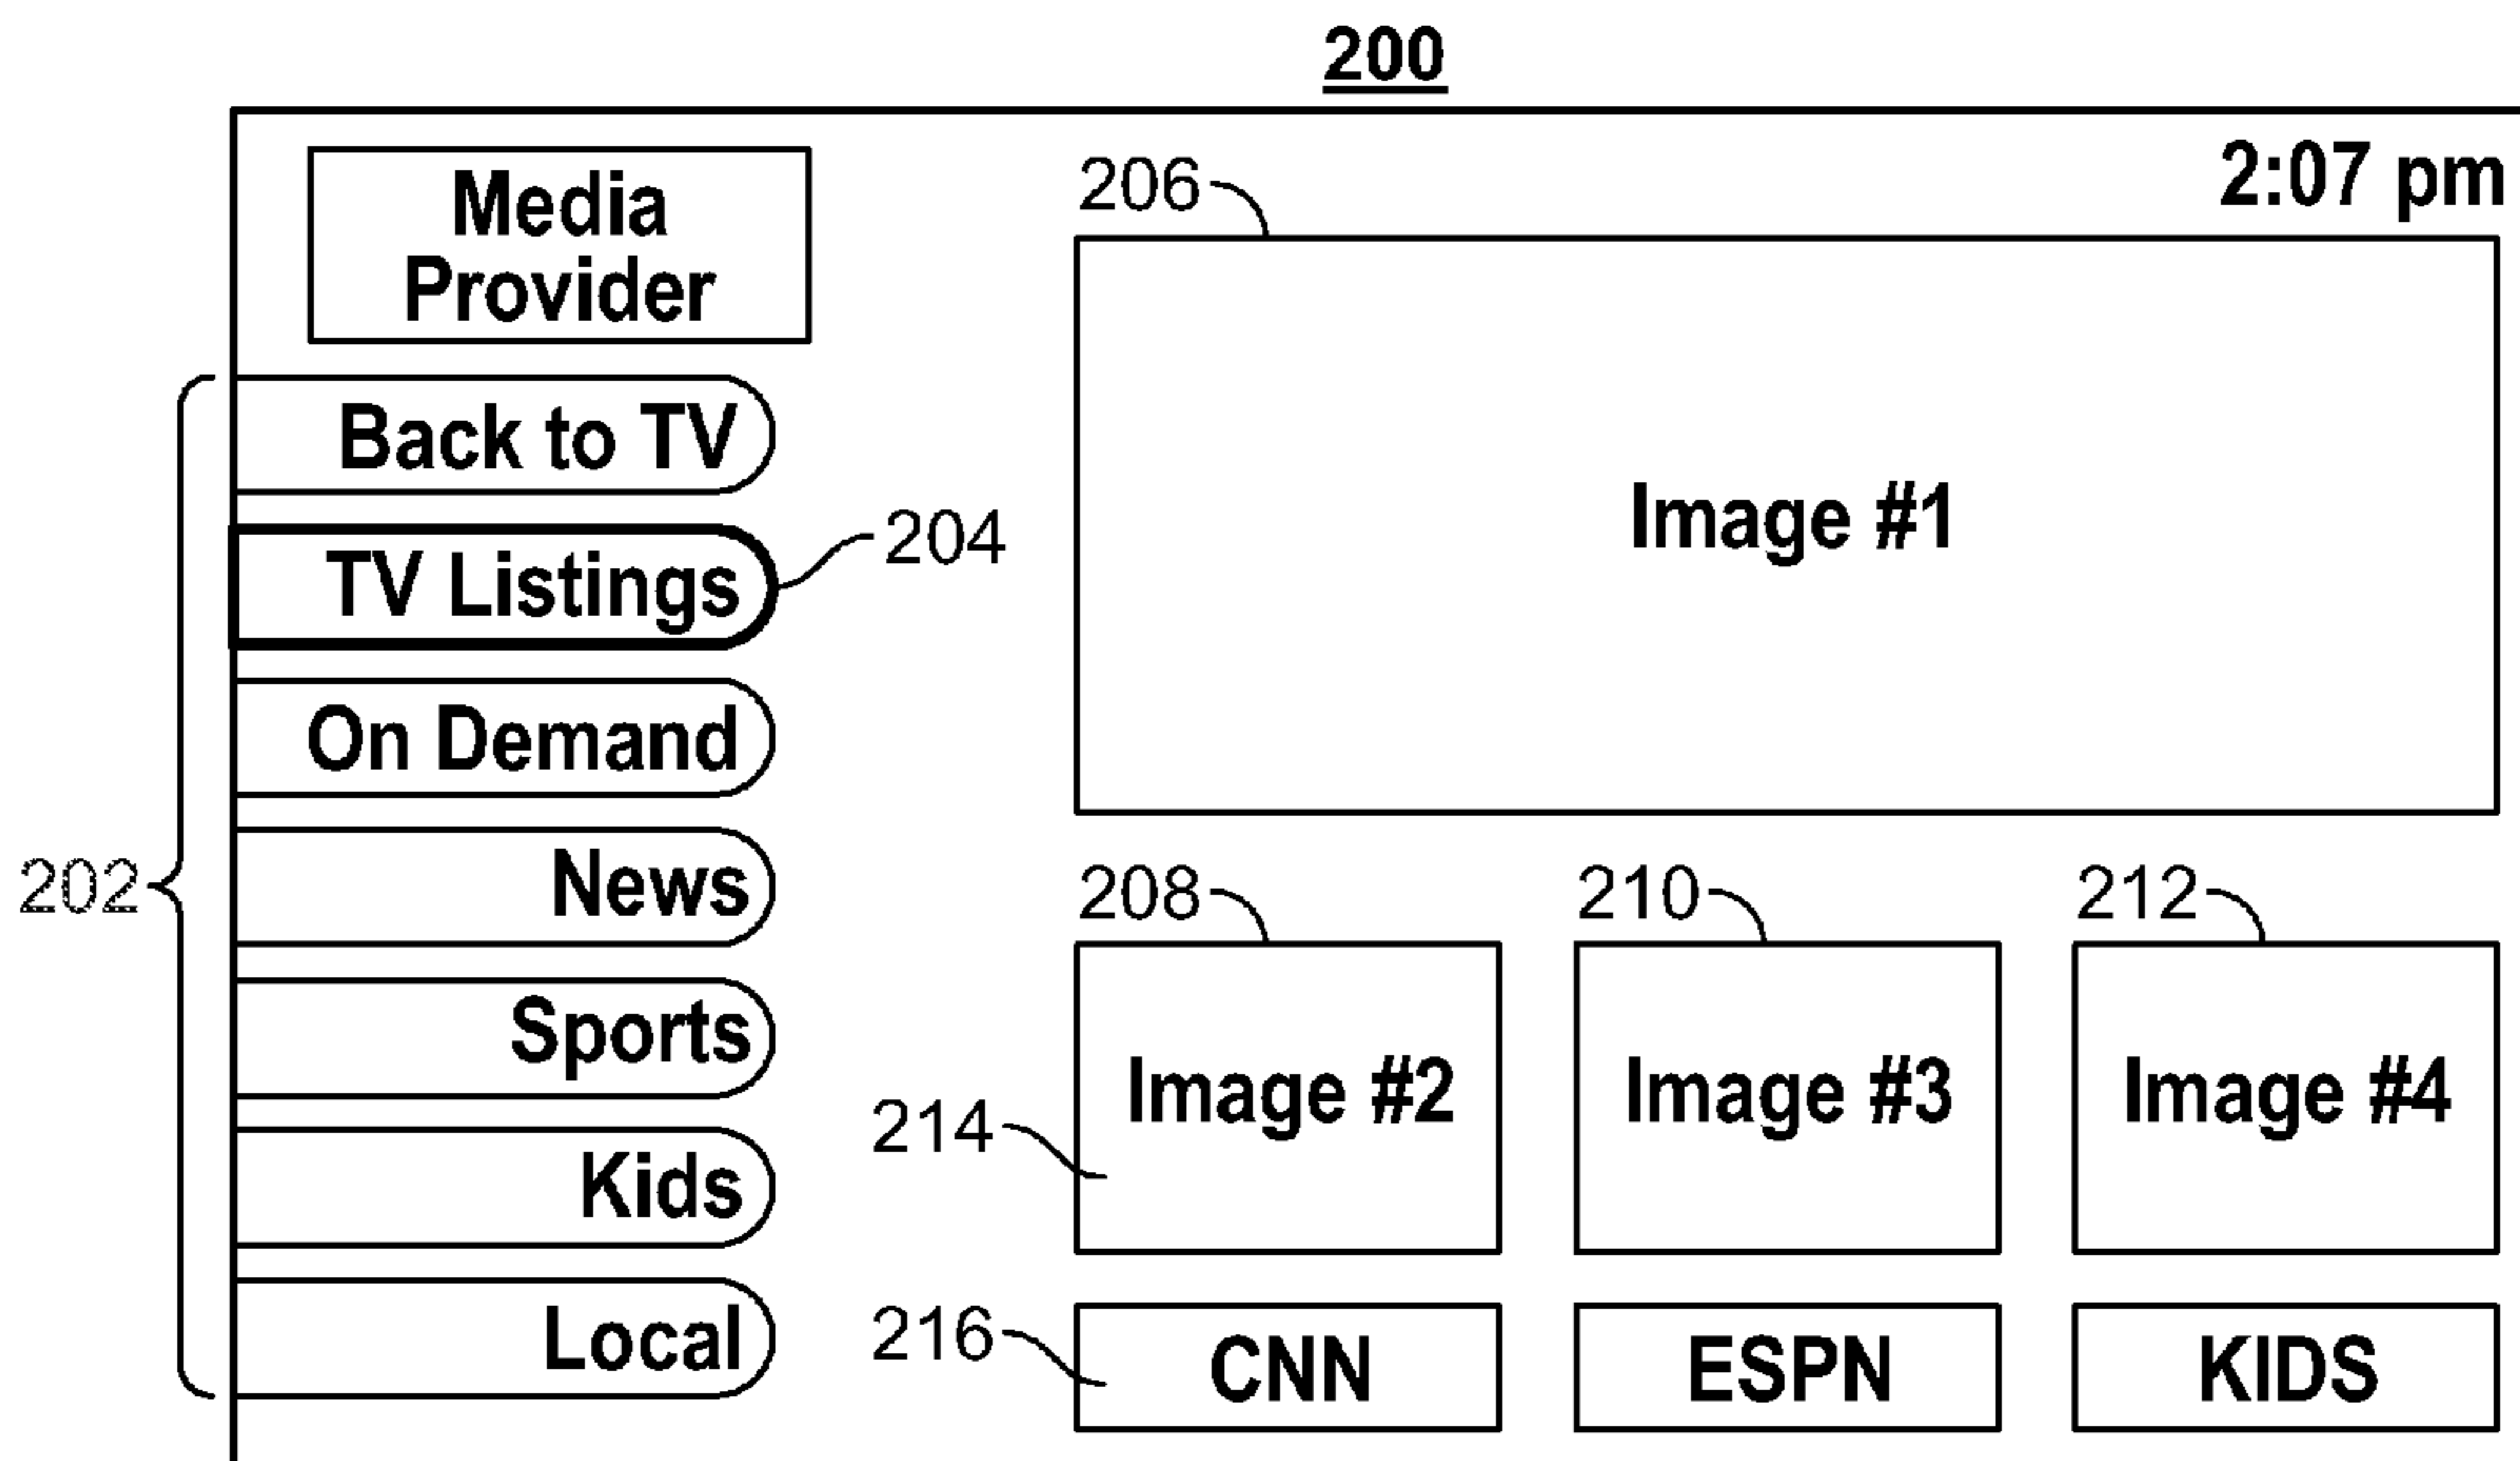 200
2:07 pm
Media
Provider
206
Back to TV
Image #1
TV Listings
204
On Demand
202
News
208
210
212
Sports
Image #2
Image #3
Image #4
214
Kids
Local
216
CNN
ESPN
KIDS